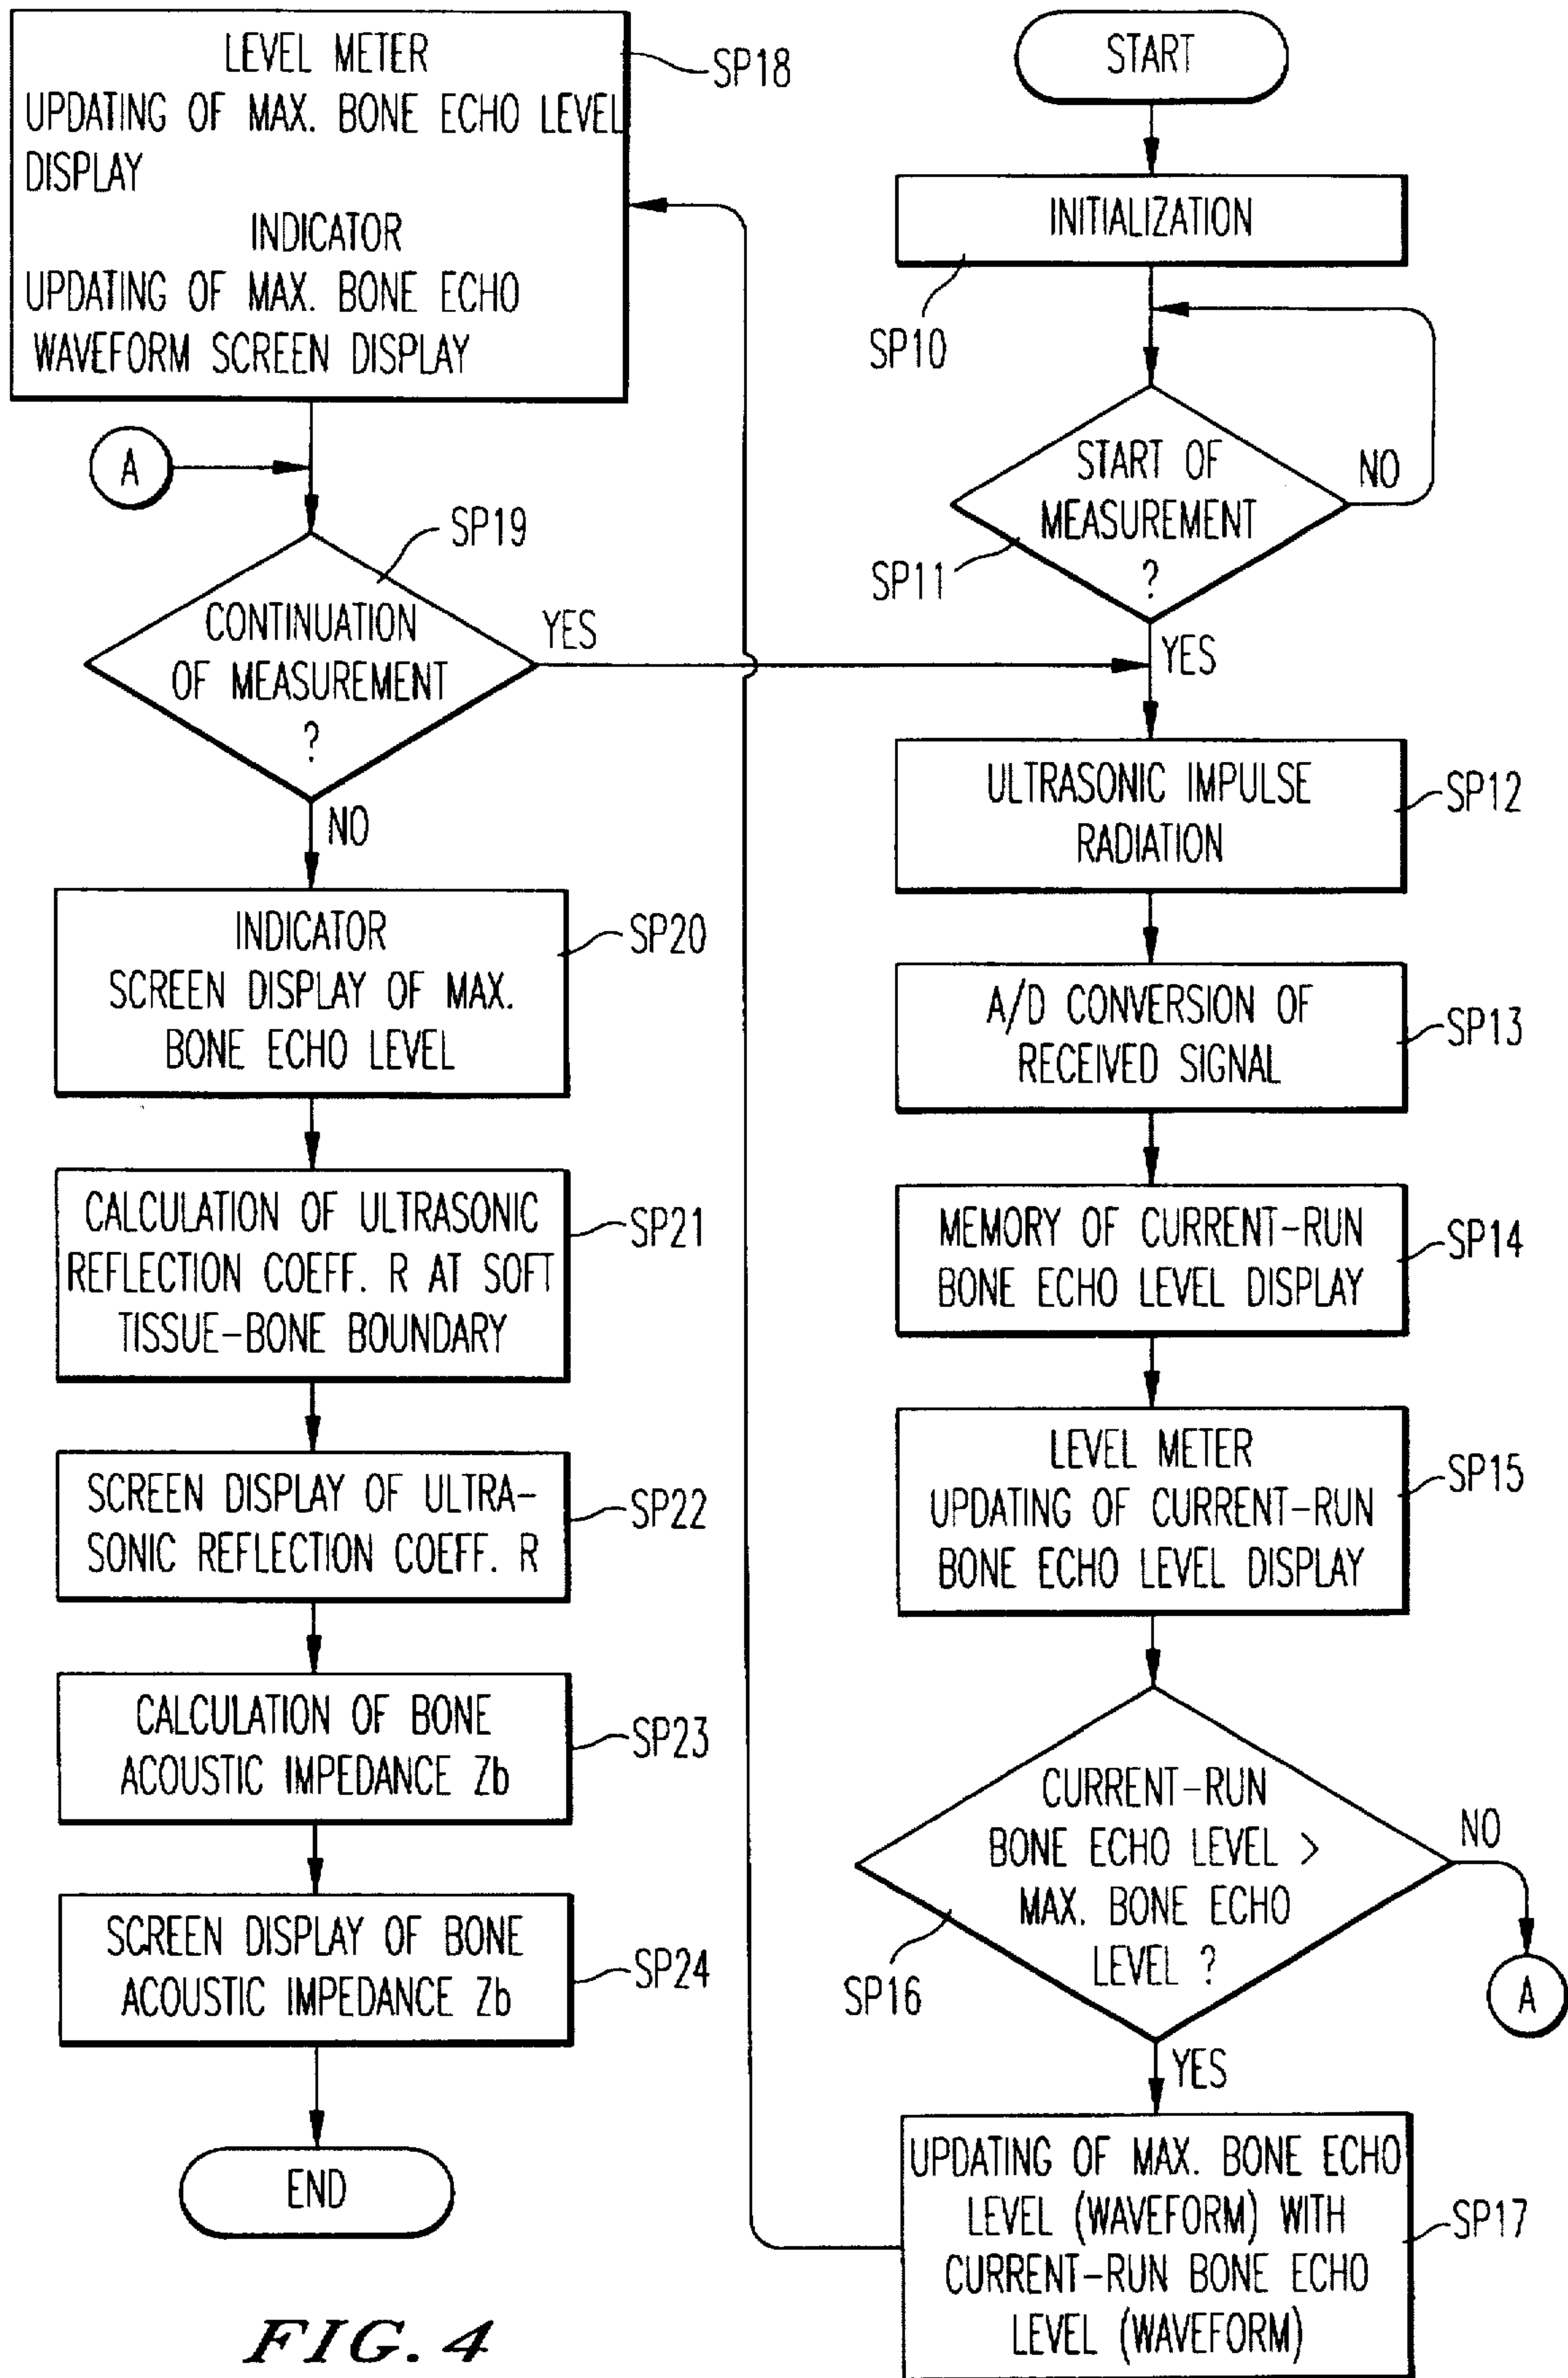 START
INITIALIZATION
SP10
START OF
MEASUREMENT
?
SP11
NO
YES
ULTRASONIC IMPULSE
RADIATION
SP12
A/D CONVERSION OF
RECEIVED SIGNAL
SP13
MEMORY OF CURRENT-RUN
BONE ECHO LEVEL DISPLAY
SP14
LEVEL METER
UPDATING OF CURRENT-RUN
BONE ECHO LEVEL DISPLAY
SP15
CURRENT-RUN
BONE ECHO LEVEL >
MAX. BONE ECHO
LEVEL ?
SP16
NO
A
YES
UPDATING OF MAX. BONE ECHO
LEVEL (WAVEFORM) WITH
CURRENT-RUN BONE ECHO
LEVEL (WAVEFORM)
SP17
LEVEL METER
UPDATING OF MAX. BONE ECHO LEVEL
DISPLAY
INDICATOR
UPDATING OF MAX. BONE ECHO
WAVEFORM SCREEN DISPLAY
SP18
A
CONTINUATION
OF MEASUREMENT
?
SP19
YES
NO
INDICATOR
SCREEN DISPLAY OF MAX.
BONE ECHO LEVEL
SP20
CALCULATION OF ULTRASONIC
REFLECTION COEFF. R AT SOFT
TISSUE-BONE BOUNDARY
SP21
SCREEN DISPLAY OF ULTRA-
SONIC REFLECTION COEFF. R
SP22
CALCULATION OF BONE
ACOUSTIC IMPEDANCE Zb
SP23
SCREEN DISPLAY OF BONE
ACOUSTIC IMPEDANCE Zb
SP24
END
FIG. 4